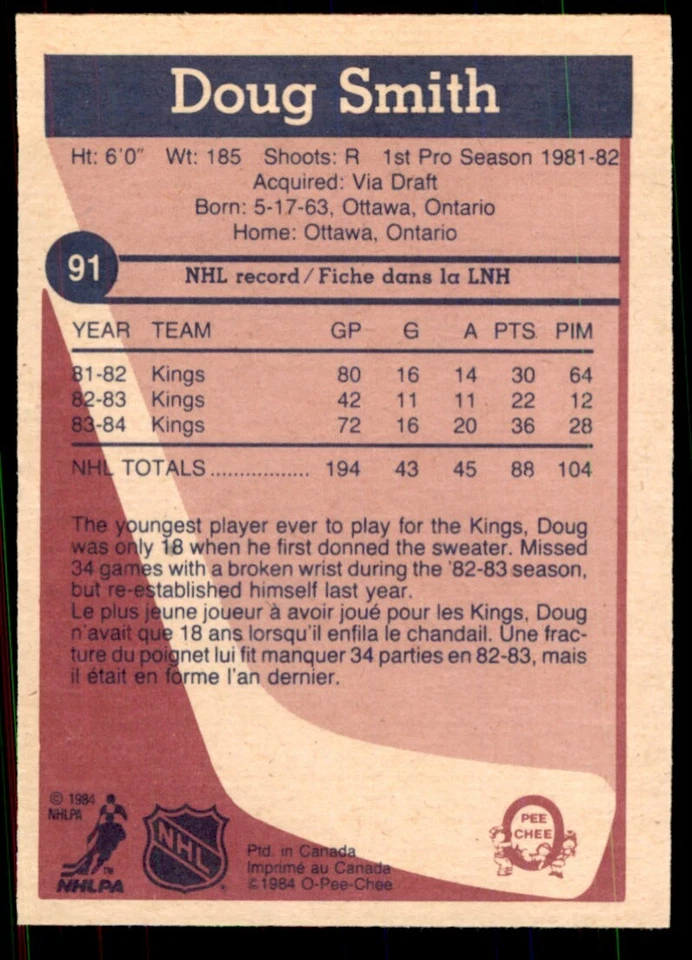 Doug Smith
Ht: 6'0" Wt: 185 Shoots: R 1st Pro Season 1981-82
Acquired: Via Draft
Born: 5-17-63, Ottawa, Ontario
Home: Ottawa, Ontario
91
NHL record/Fiche dans la LNH
YEAR TEAM GP G A PTS PIM
81-82 Kings 80 16 14 30 64
82-83 Kings 42 11 11 22 12
83-84 Kings 72 16 20 36 28
NHL TOTALS ................. 194 43 45 88 104
The youngest player ever to play for the Kings, Doug
was only 18 when he first donned the sweater. Missed
34 games with a broken wrist during the '82-83 season,
but re-established himself last year.
Le plus jeune joueur à avoir joué pour les Kings, Doug
n'avait que 18 ans lorsqu'il enfila le chandail. Une frac-
ture du poignet lui fit manquer 34 parties en 82-83, mais
il était en forme l'an dernier.
© 1984
NHLPA
TM
NHLPA
NHL
®
Ptd. in Canada
Imprimé au Canada
© 1984 O-Pee-Chee
O
PEE
CHEE